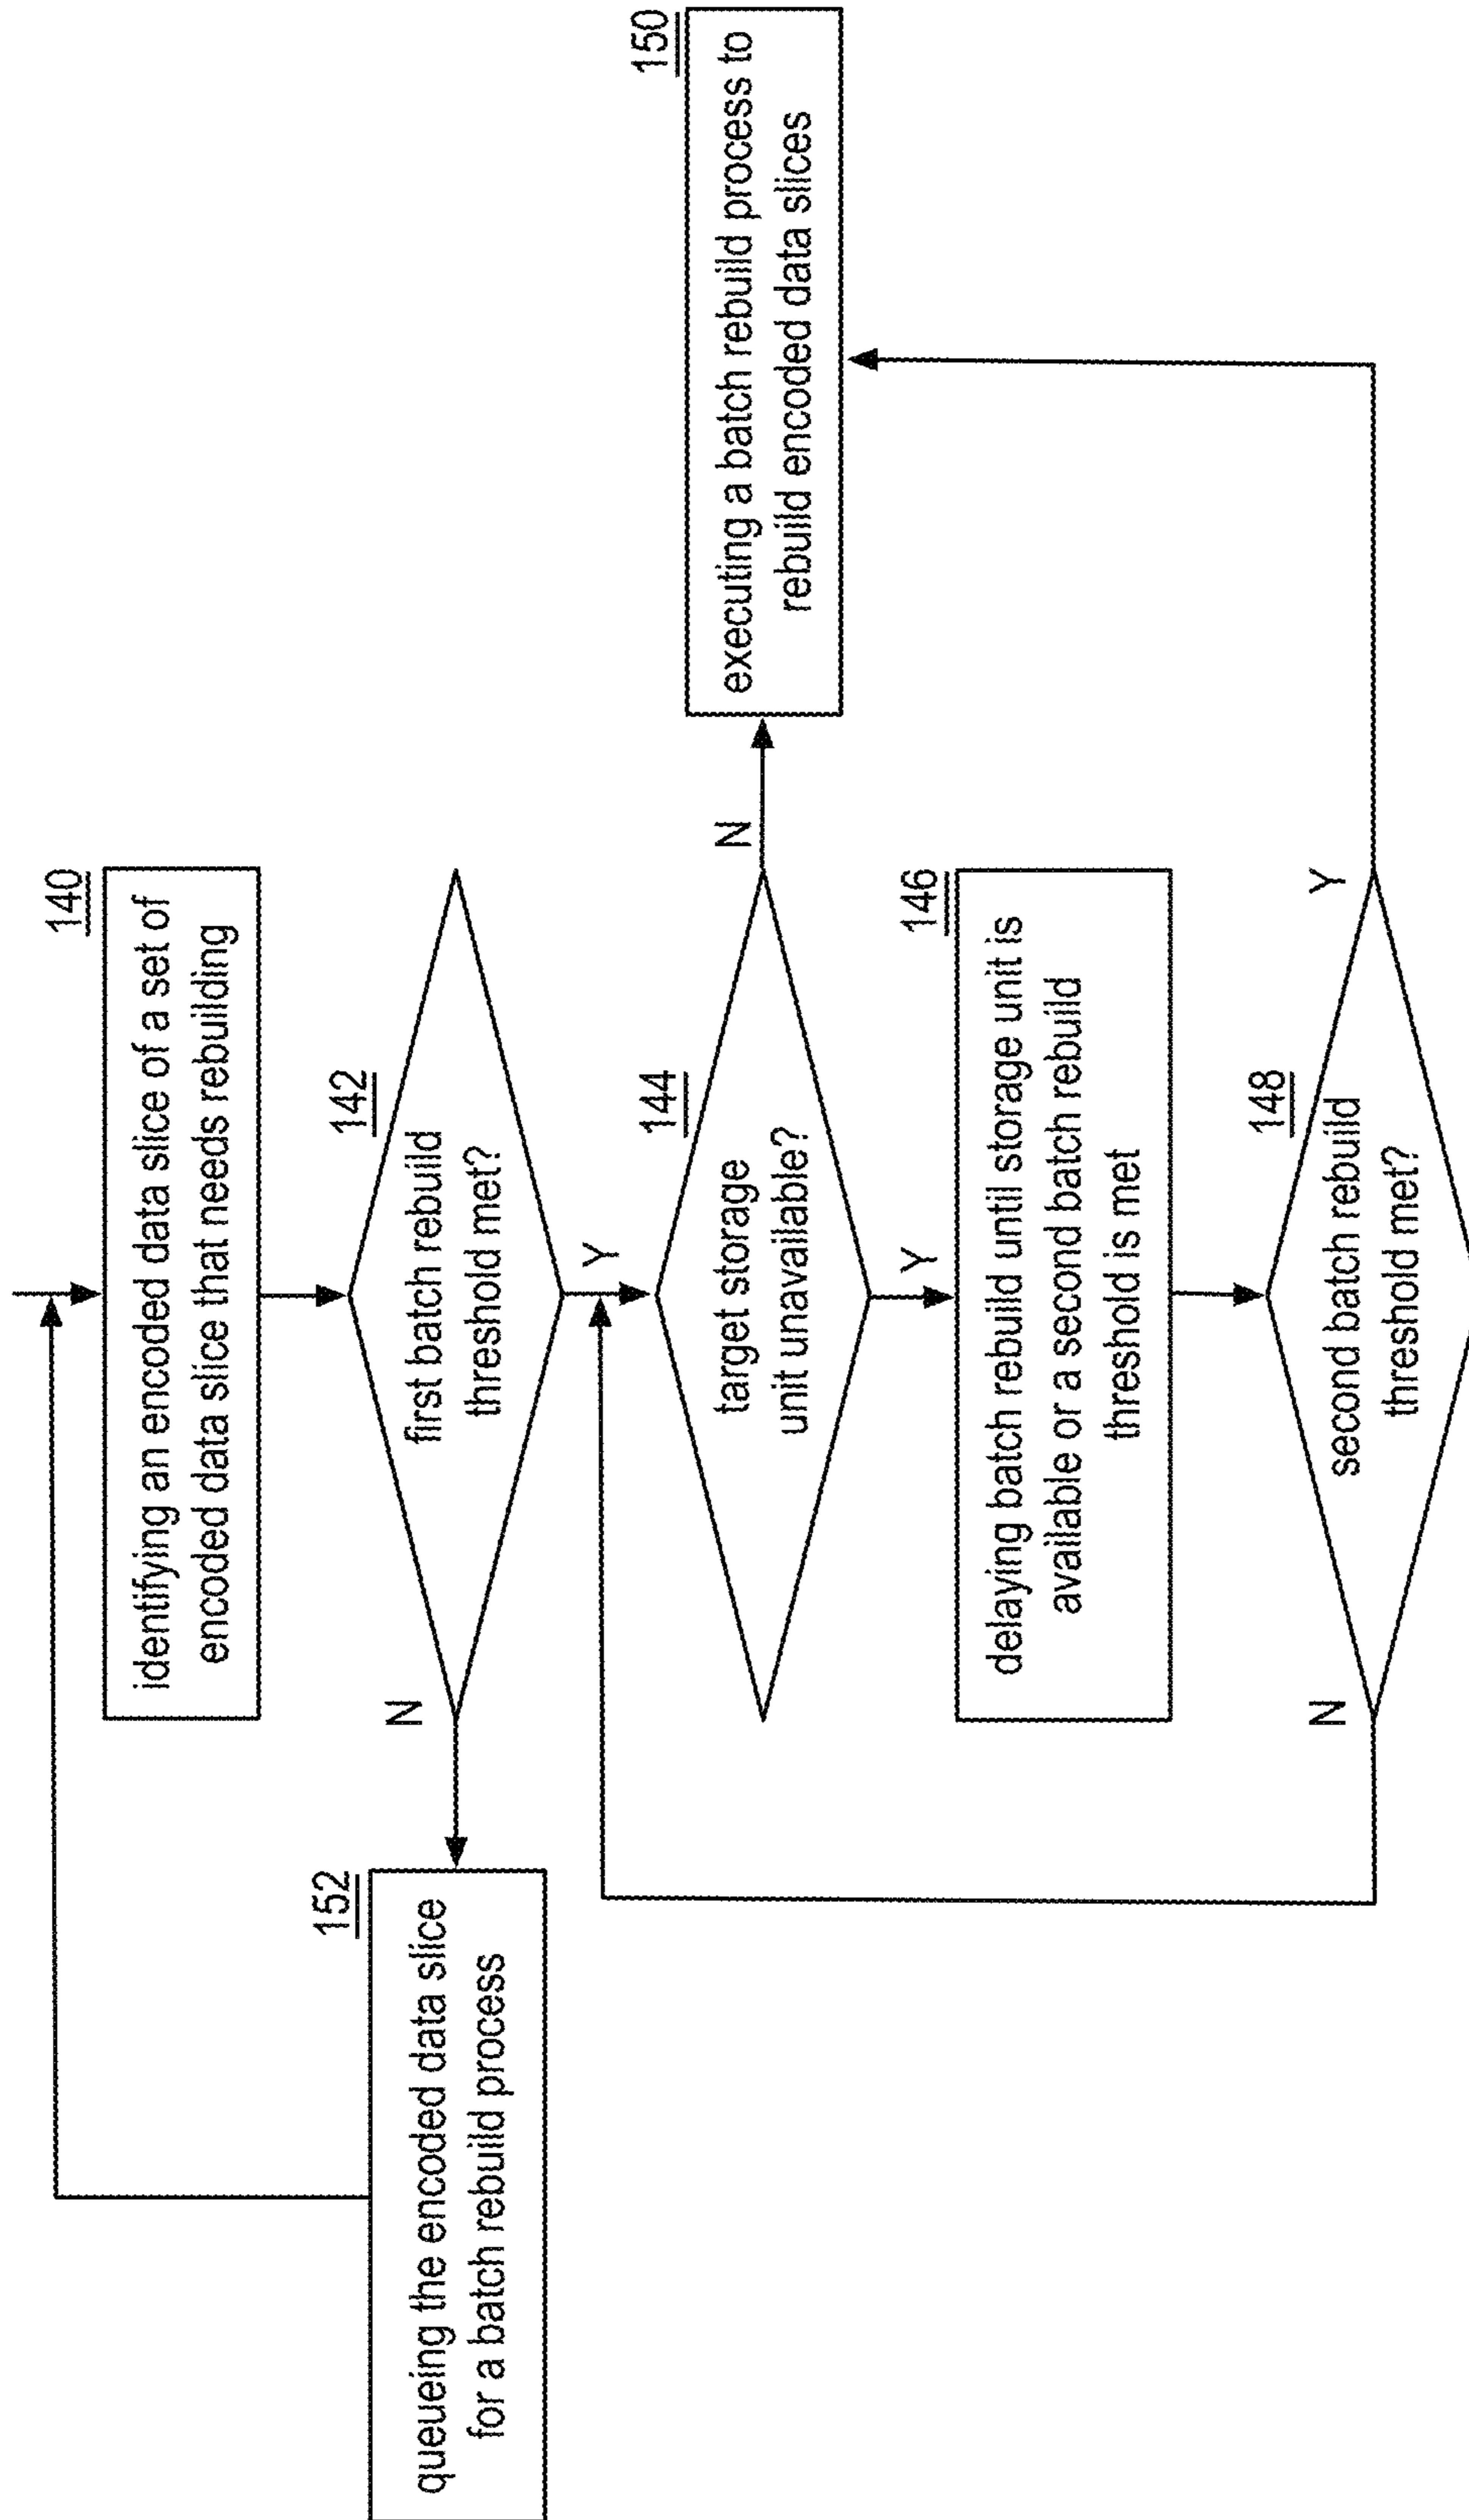 140
identifying an encoded data slice of a set of
encoded data slice that needs rebuilding
142
first batch rebuild
threshold met?
N
Y
152
queueing the encoded data slice
for a batch rebuild process
144
target storage
unit unavailable?
N
Y
150
executing a batch rebuild process to
rebuild encoded data slices
146
delaying batch rebuild until storage unit is
available or a second batch rebuild
threshold is met
148
second batch rebuild
threshold met?
N
Y